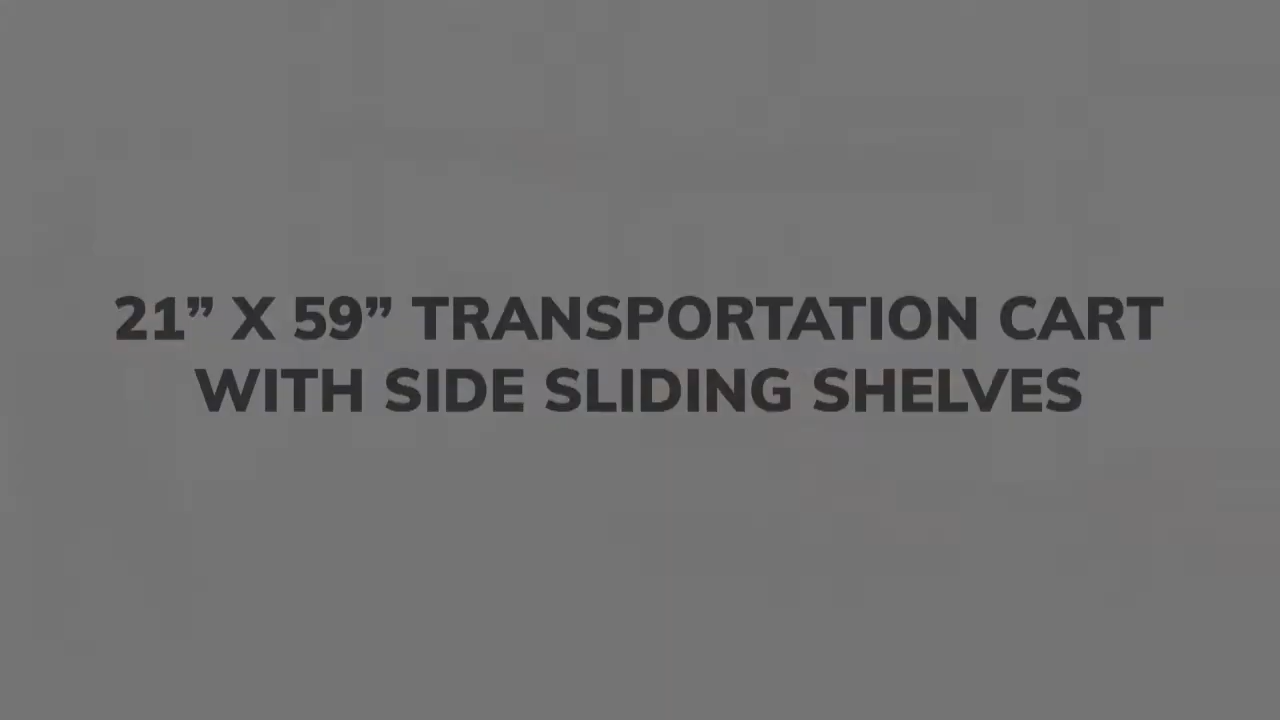 21” X 59” TRANSPORTATION CART
WITH SIDE SLIDING SHELVES